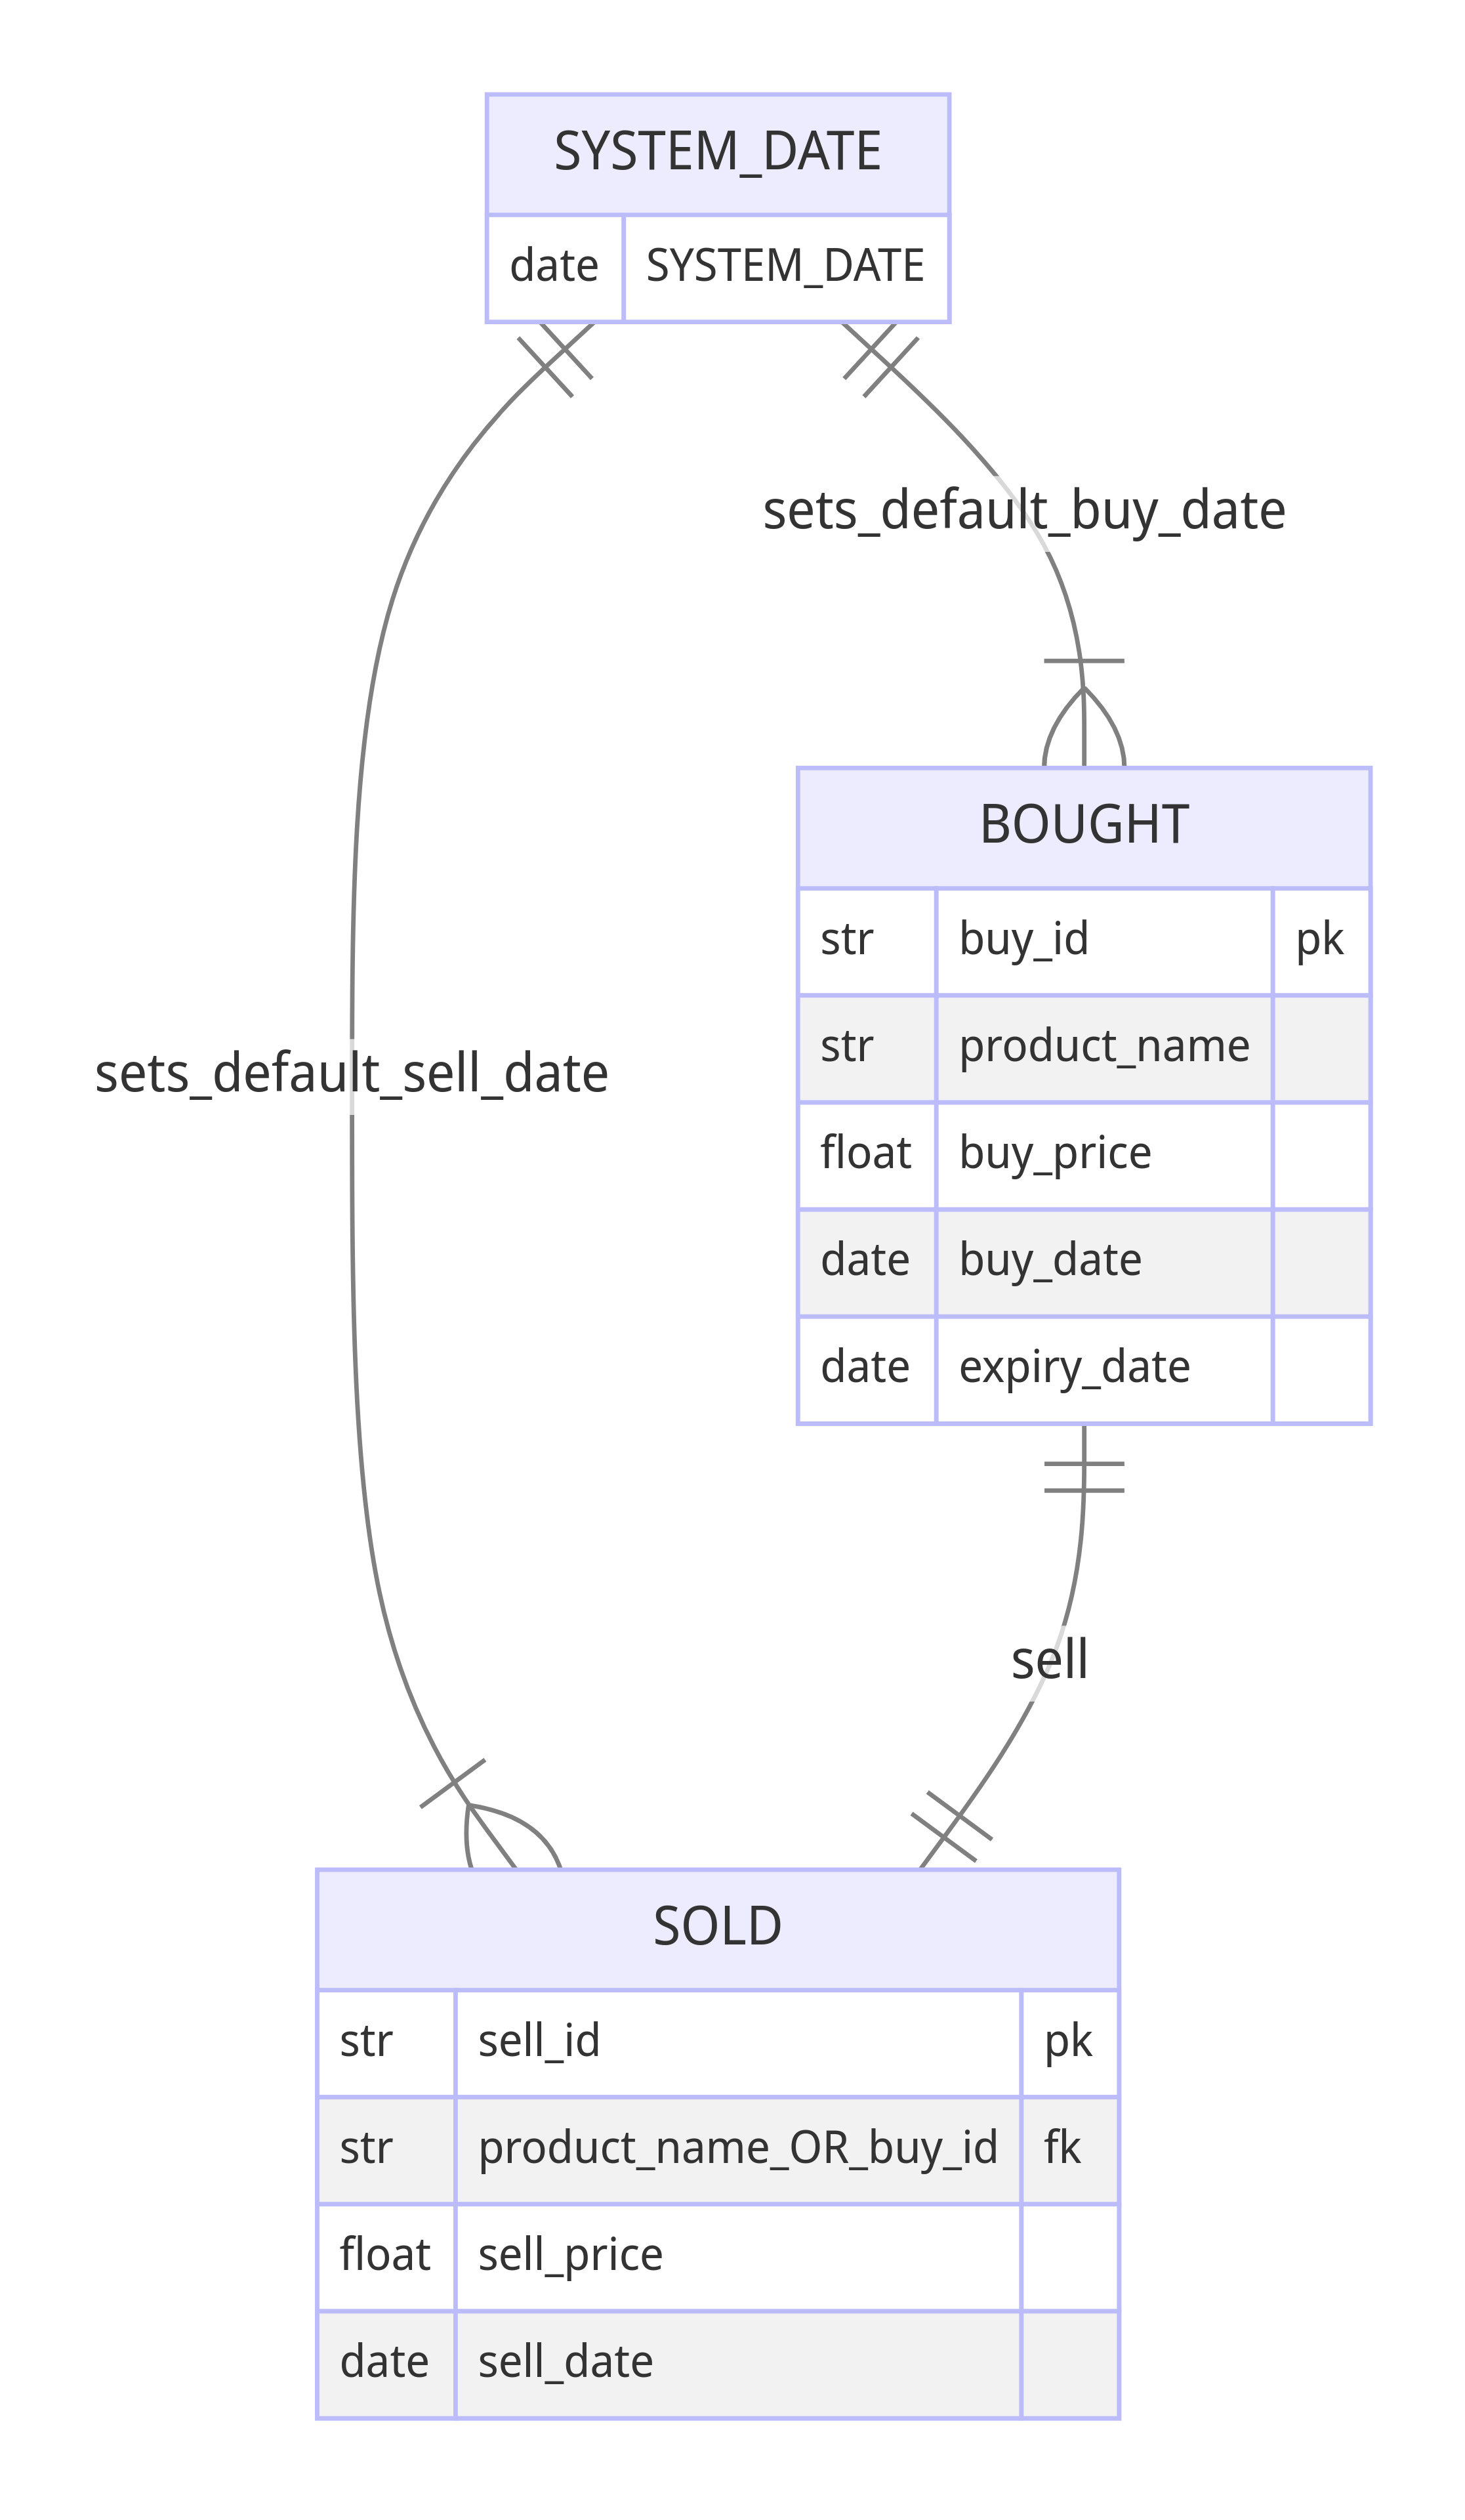 SYSTEM_DATE
date SYSTEM_DATE
sets_default_buy_date
BOUGHT
str buy_id pk
str product_name
float buy_price
date buy_date
date expiry_date
sets_default_sell_date
sell
SOLD
str sell_id pk
str product_name_OR_buy_id fk
float sell_price
date sell_date